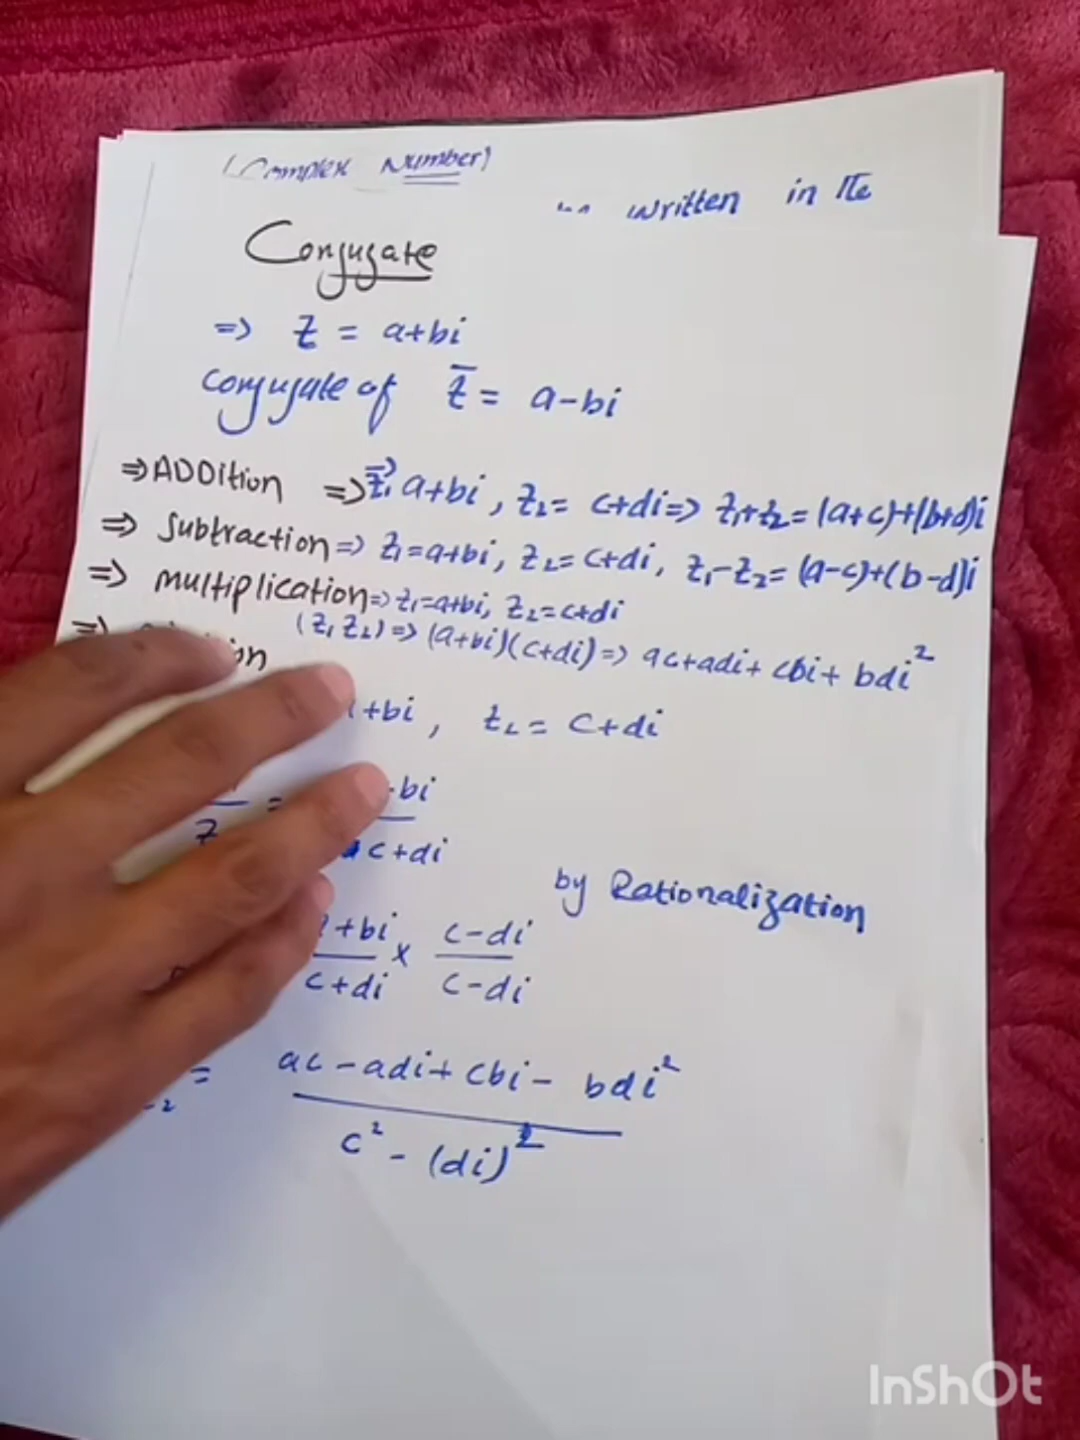 (Complex Number)
written in the
Conjugate
=> Z = a+bi
conjugate of z̄ = a-bi
=> ADDition => z₁ a+bi , z₂ = c+di => z₁+z₂ = (a+c)+(b+d)i
=> Subtraction => z₁=a+bi, z₂=c+di, z₁-z₂=(a-c)+(b-d)i
=> multiplication => z₁=a+bi, z₂=c+di
(z₁ z₂) => (a+bi)(c+di) => ac+adi+cbi+bdi²
=>
+bi , z₂ = c+di
= bi
z c+di
by Rationalization
+bi × c-di
c+di c-di
= ac-adi+cbi-bdi²
2 c²-(di)²
InShOt